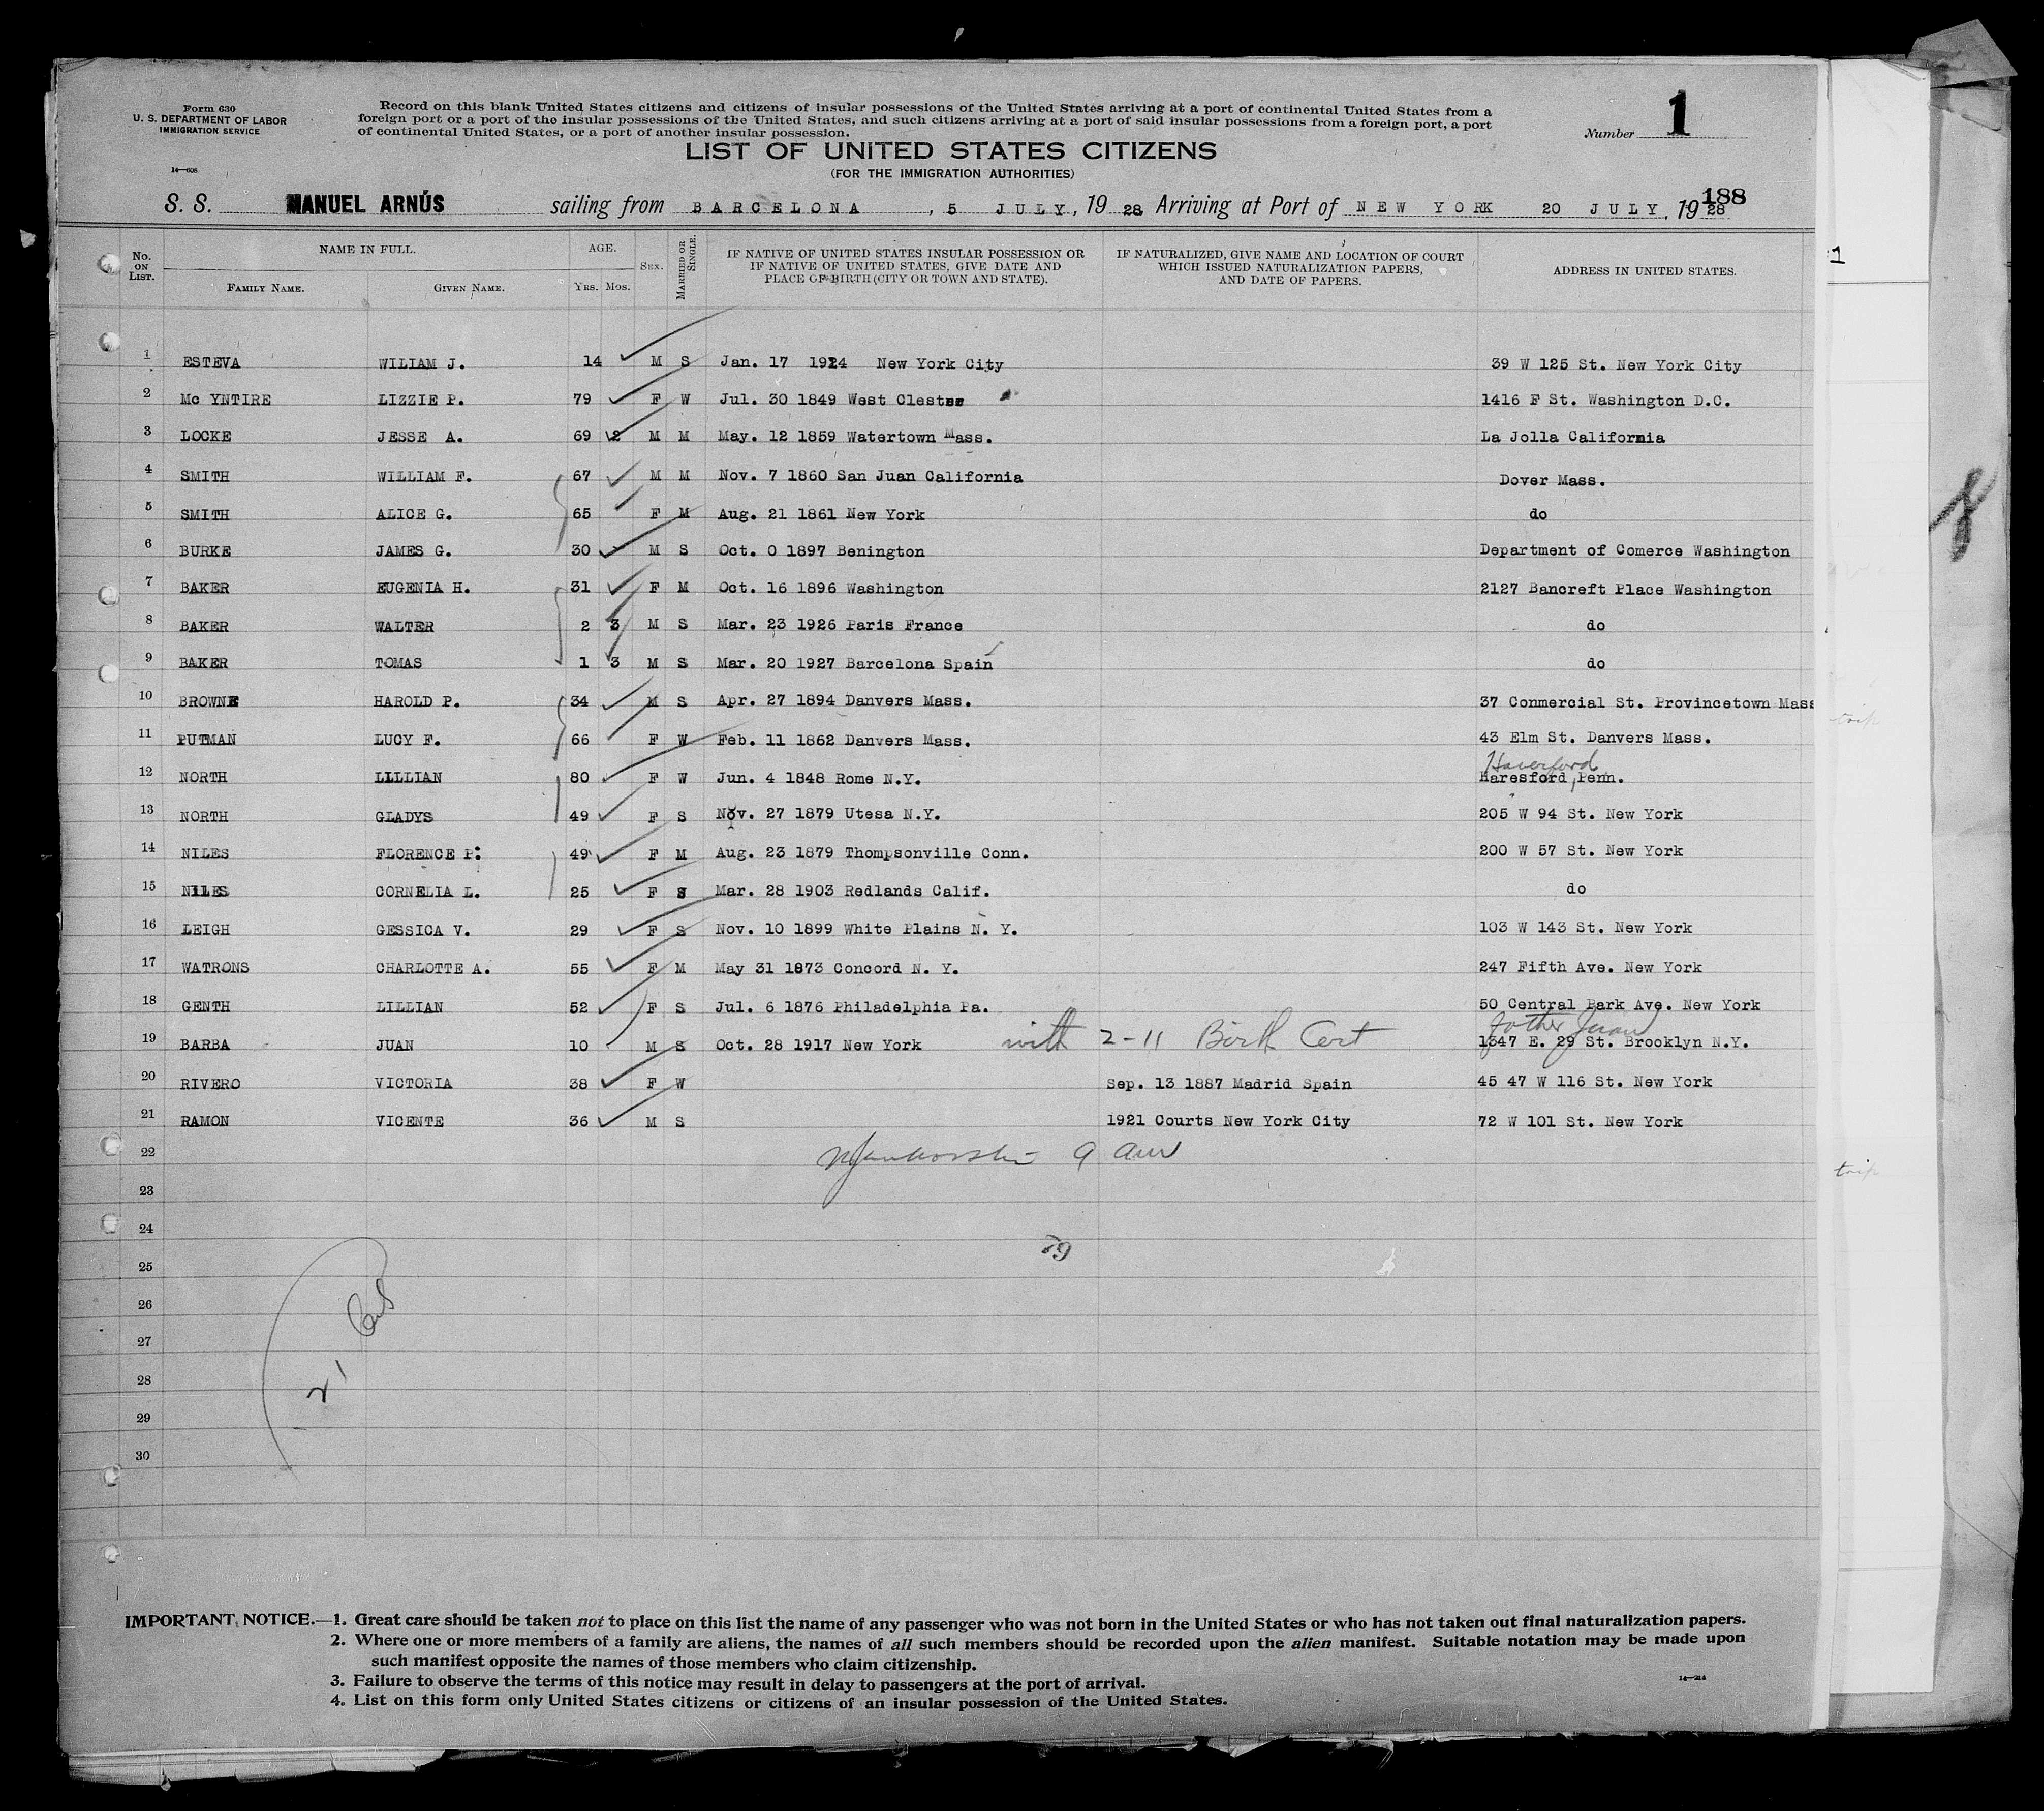 Form 630
U. S. DEPARTMENT OF LABOR
IMMIGRATION SERVICE
14—608
Record on this blank United States citizens and citizens of insular possessions of the United States arriving at a port of continental United States from a
foreign port or a port of the insular possessions of the United States, and such citizens arriving at a port of said insular possessions from a foreign port, a port
of continental United States, or a port of another insular possession.
Number 1
LIST OF UNITED STATES CITIZENS
(FOR THE IMMIGRATION AUTHORITIES)
188
S. S. MANUEL ARNÚS sailing from BARCELONA, 5 JULY, 1928 Arriving at Port of NEW YORK 20 JULY, 1928
No. ON LIST. NAME IN FULL. FAMILY NAME. GIVEN NAME. AGE. YRS. MOS. SEX. MARRIED OR SINGLE. IF NATIVE OF UNITED STATES INSULAR POSSESSION OR IF NATIVE OF UNITED STATES, GIVE DATE AND PLACE OF BIRTH (CITY OR TOWN AND STATE). IF NATURALIZED, GIVE NAME AND LOCATION OF COURT WHICH ISSUED NATURALIZATION PAPERS, AND DATE OF PAPERS. ADDRESS IN UNITED STATES.
1 ESTEVA WILIAM J. 14 M S Jan. 17 1914 New York City 39 W 125 St. New York City
2 Mc YNTIRE LIZZIE P. 79 F W Jul. 30 1849 West Clester 1416 F St. Washington D.C.
3 LOCKE JESSE A. 69 2 M M May. 12 1859 Watertown Mass. La Jolla California
4 SMITH WILLIAM F. 67 M M Nov. 7 1860 San Juan California Dover Mass.
5 SMITH ALICE G. 65 F M Aug. 21 1861 New York do
6 BURKE JAMES G. 30 M S Oct. 0 1897 Benington Department of Comerce Washington
7 BAKER EUGENIA H. 31 F M Oct. 16 1896 Washington 2127 Bancreft Place Washington
8 BAKER WALTER 2 3 M S Mar. 23 1926 Paris France do
9 BAKER TOMAS 1 3 M S Mar. 20 1927 Barcelona Spain do
10 BROWNE HAROLD P. 34 M S Apr. 27 1894 Danvers Mass. 37 Conmercial St. Provincetown Mass
11 PUTMAN LUCY F. 66 F W Feb. 11 1862 Danvers Mass. 43 Elm St. Danvers Mass.
Haverford
12 NORTH LILLIAN 80 F W Jun. 4 1848 Rome N.Y. Haresford, Penn.
13 NORTH GLADYS 49 F S Nov. 27 1879 Utesa N.Y. 205 W 94 St. New York
14 NILES FLORENCE P. 49 F M Aug. 23 1879 Thompsonville Conn. 200 W 57 St. New York
15 NILES CORNELIA L. 25 F S Mar. 28 1903 Redlands Calif. do
16 LEIGH GESSICA V. 29 F S Nov. 10 1899 White Plains N. Y. 103 W 143 St. New York
17 WATRONS CHARLOTTE A. 55 F M May 31 1873 Concord N. Y. 247 Fifth Ave. New York
18 GENTH LILLIAN 52 F S Jul. 6 1876 Philadelphia Pa. 50 Central Park Ave. New York
father Juan
19 BARBA JUAN 10 M S Oct. 28 1917 New York with 2-11 Birth Cert 1347 E. 29 St. Brooklyn N.Y.
20 RIVERO VICTORIA 38 F W Sep. 13 1887 Madrid Spain 45 47 W 116 St. New York
21 RAMON VICENTE 36 M S 1921 Courts New York City 72 W 101 St. New York
22
23
24
25
26
27
28
29
30
IMPORTANT NOTICE.—1. Great care should be taken not to place on this list the name of any passenger who was not born in the United States or who has not taken out final naturalization papers.
2. Where one or more members of a family are aliens, the names of all such members should be recorded upon the alien manifest. Suitable notation may be made upon
such manifest opposite the names of those members who claim citizenship.
3. Failure to observe the terms of this notice may result in delay to passengers at the port of arrival.
4. List on this form only United States citizens or citizens of an insular possession of the United States.
14—214